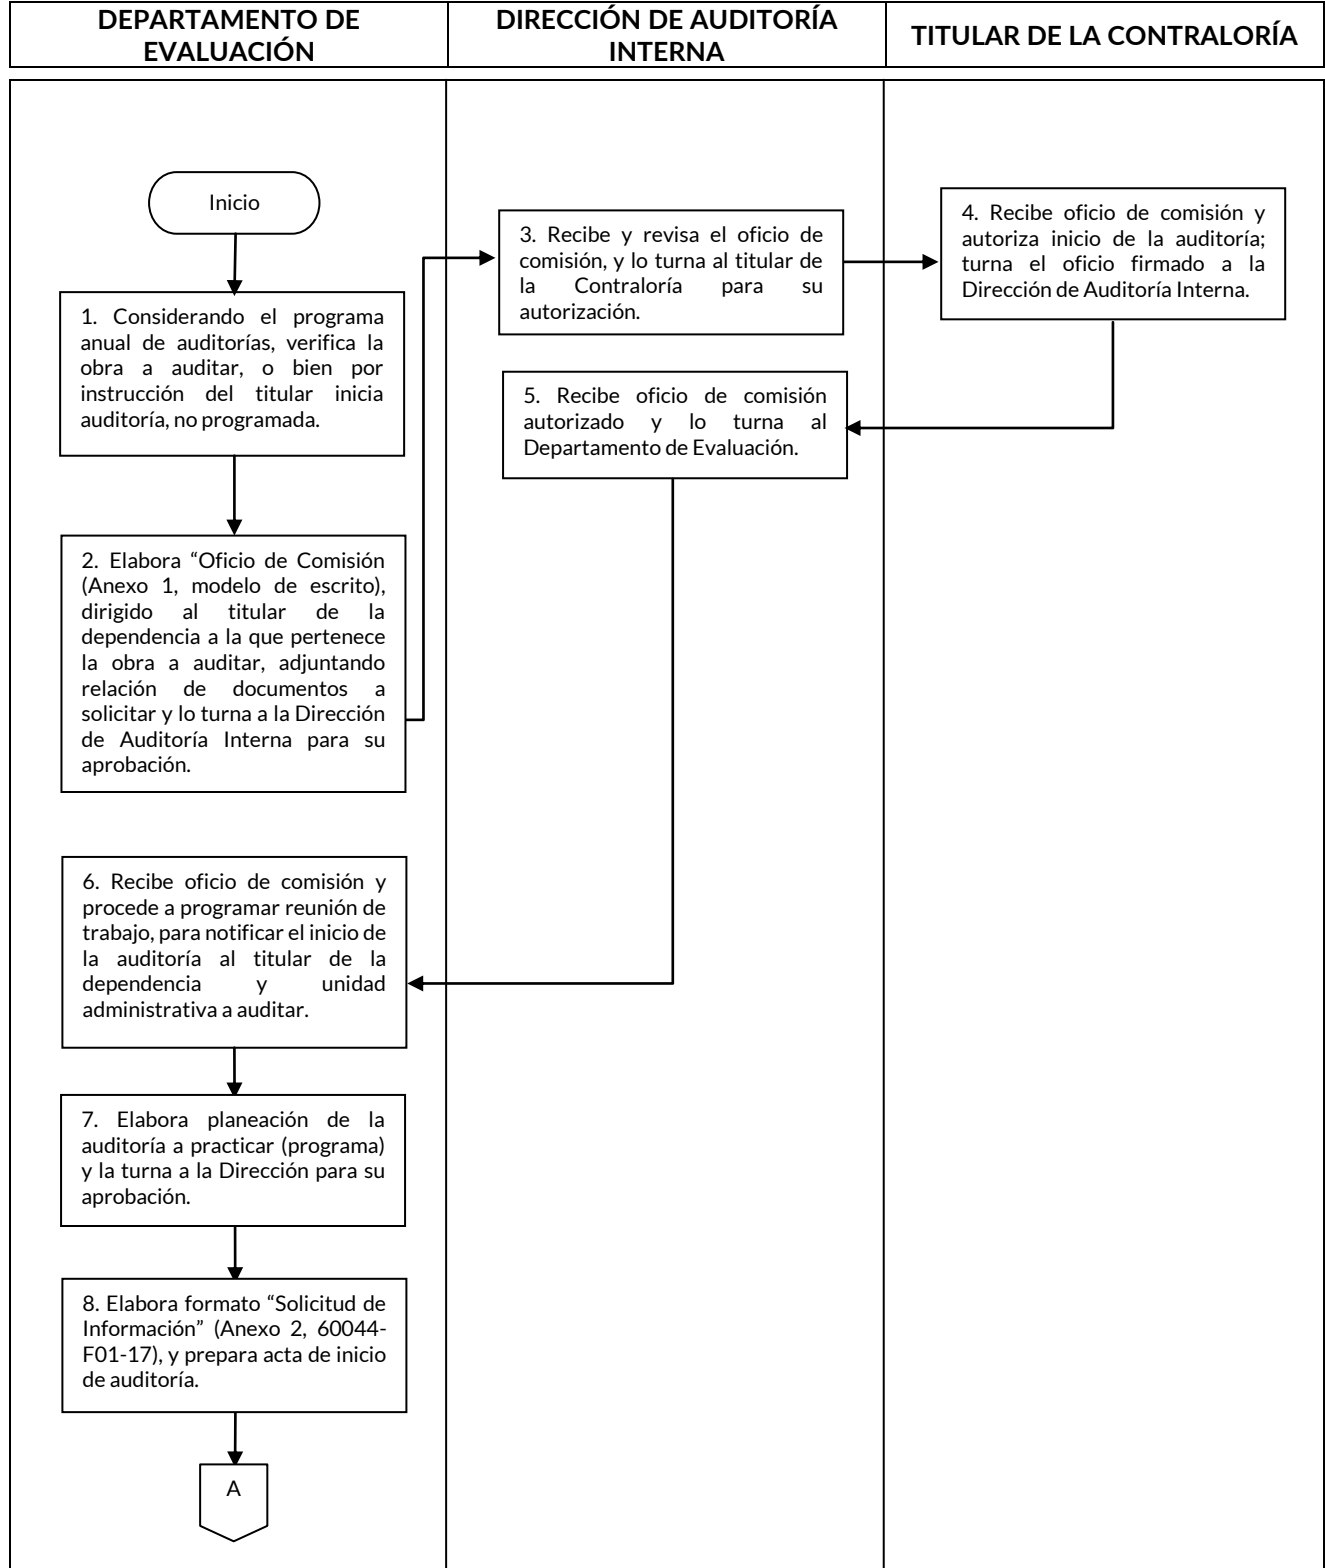 DEPARTAMENTO DE
EVALUACIÓN
DIRECCIÓN DE AUDITORÍA
INTERNA
TITULAR DE LA CONTRALORÍA
Inicio
1. Considerando el programa
anual de auditorías, verifica la
obra a auditar, o bien por
instrucción del titular inicia
auditoría, no programada.
2. Elabora “Oficio de Comisión
(Anexo 1, modelo de escrito),
dirigido al titular de la
dependencia a la que pertenece
la obra a auditar, adjuntando
relación de documentos a
solicitar y lo turna a la Dirección
de Auditoría Interna para su
aprobación.
3. Recibe y revisa el oficio de
comisión, y lo turna al titular de
la Contraloría para su
autorización.
4. Recibe oficio de comisión y
autoriza inicio de la auditoría;
turna el oficio firmado a la
Dirección de Auditoría Interna.
5. Recibe oficio de comisión
autorizado y lo turna al
Departamento de Evaluación.
6. Recibe oficio de comisión y
procede a programar reunión de
trabajo, para notificar el inicio de
la auditoría al titular de la
dependencia y unidad
administrativa a auditar.
7. Elabora planeación de la
auditoría a practicar (programa)
y la turna a la Dirección para su
aprobación.
8. Elabora formato “Solicitud de
Información” (Anexo 2, 60044-
F01-17), y prepara acta de inicio
de auditoría.
A